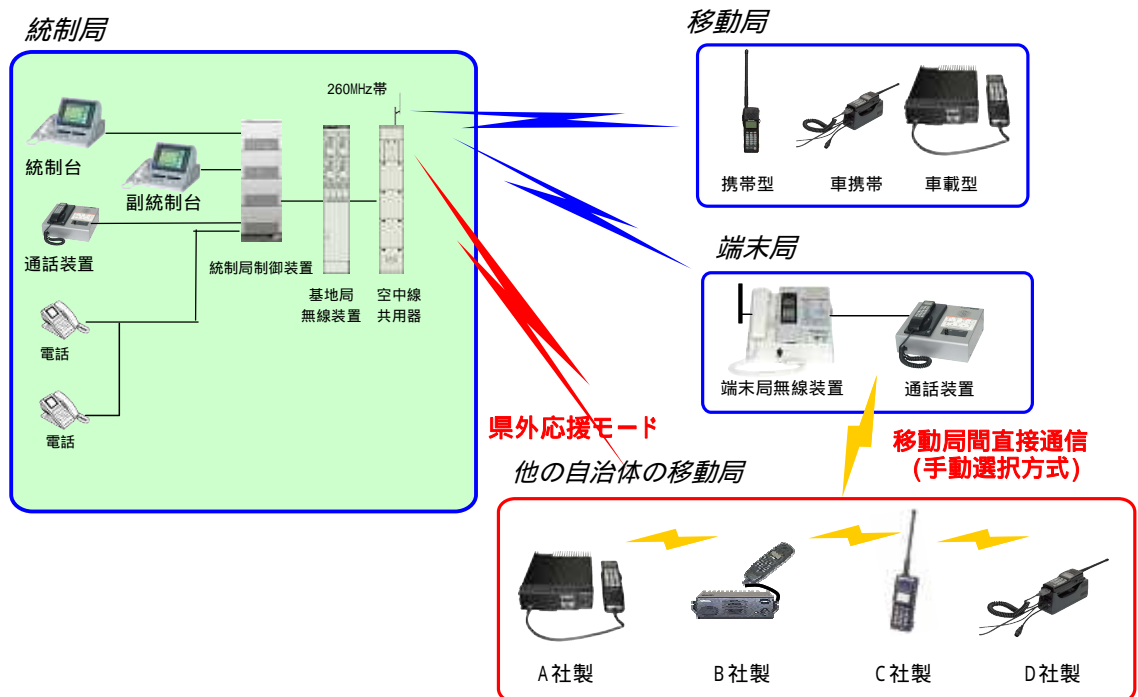 統制局
260MHz帯
統制台
副統制台
通話装置
統制局制御装置
基地局
無線装置
空中線
共用器
電話
電話
移動局
携帯型
車携帯
車載型
端末局
端末局無線装置
通話装置
県外応援モード
移動局間直接通信
(手動選択方式)
他の自治体の移動局
A社製
B社製
C社製
D社製